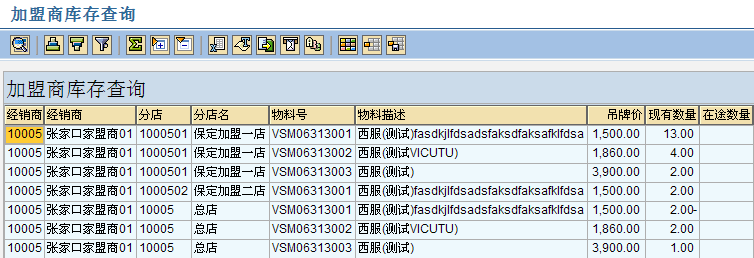 加盟商库存查询
加盟商库存查询
经销商 经销商 分店 分店名 物料号 物料描述 吊牌价 现有数量 在途数量
10005 张家口家盟商01 1000501 保定加盟一店 VSM06313001 西服(测试)fasdkjlfdsadsfaksdfaksafklfdsa 1,500.00 13.00
10005 张家口家盟商01 1000501 保定加盟一店 VSM06313002 西服(测试VICUTU) 1,860.00 4.00
10005 张家口家盟商01 1000501 保定加盟一店 VSM06313003 西服(测试) 3,900.00 2.00
10005 张家口家盟商01 1000502 保定加盟二店 VSM06313001 西服(测试)fasdkjlfdsadsfaksdfaksafklfdsa 1,500.00 2.00
10005 张家口家盟商01 10005 总店 VSM06313001 西服(测试)fasdkjlfdsadsfaksdfaksafklfdsa 1,500.00 2.00-
10005 张家口家盟商01 10005 总店 VSM06313002 西服(测试VICUTU) 1,860.00 2.00
10005 张家口家盟商01 10005 总店 VSM06313003 西服(测试) 3,900.00 1.00